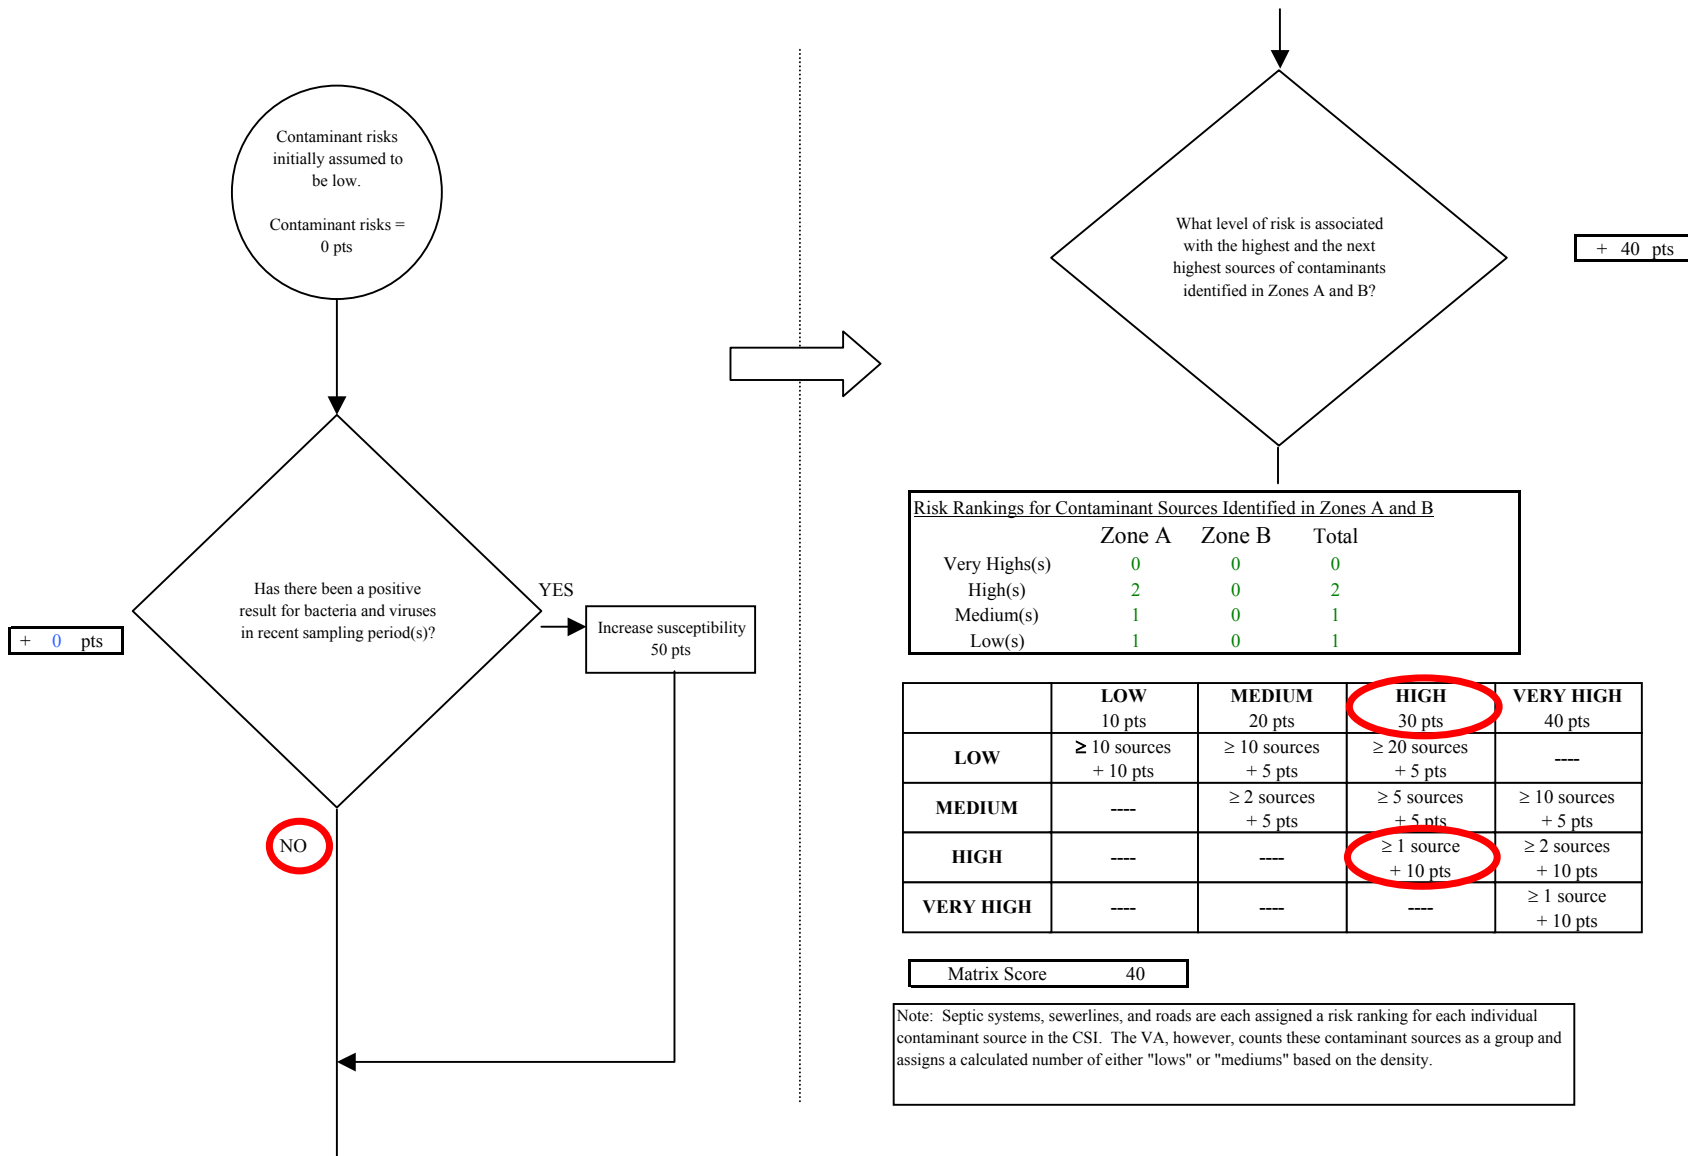 Contaminant risks
initially assumed to
be low.
Contaminant risks =
0 pts
Has there been a positive
result for bacteria and viruses
in recent sampling period(s)?
YES
+ 0 pts
Increase susceptibility
50 pts
NO
What level of risk is associated
with the highest and the next
highest sources of contaminants
identified in Zones A and B?
+ 40 pts
Risk Rankings for Contaminant Sources Identified in Zones A and B
Zone A Zone B Total
Very Highs(s) 0 0 0
High(s) 2 0 2
Medium(s) 1 0 1
Low(s) 1 0 1
LOW MEDIUM HIGH VERY HIGH
10 pts 20 pts 30 pts 40 pts
LOW ≥ 10 sources + 10 pts ≥ 10 sources + 5 pts ≥ 20 sources + 5 pts ----
MEDIUM ---- ≥ 2 sources + 5 pts ≥ 5 sources + 5 pts ≥ 10 sources + 5 pts
HIGH ---- ---- ≥ 1 source + 10 pts ≥ 2 sources + 10 pts
VERY HIGH ---- ---- ---- ≥ 1 source + 10 pts
Matrix Score 40
Note: Septic systems, sewerlines, and roads are each assigned a risk ranking for each individual
contaminant source in the CSI. The VA, however, counts these contaminant sources as a group and
assigns a calculated number of either "lows" or "mediums" based on the density.